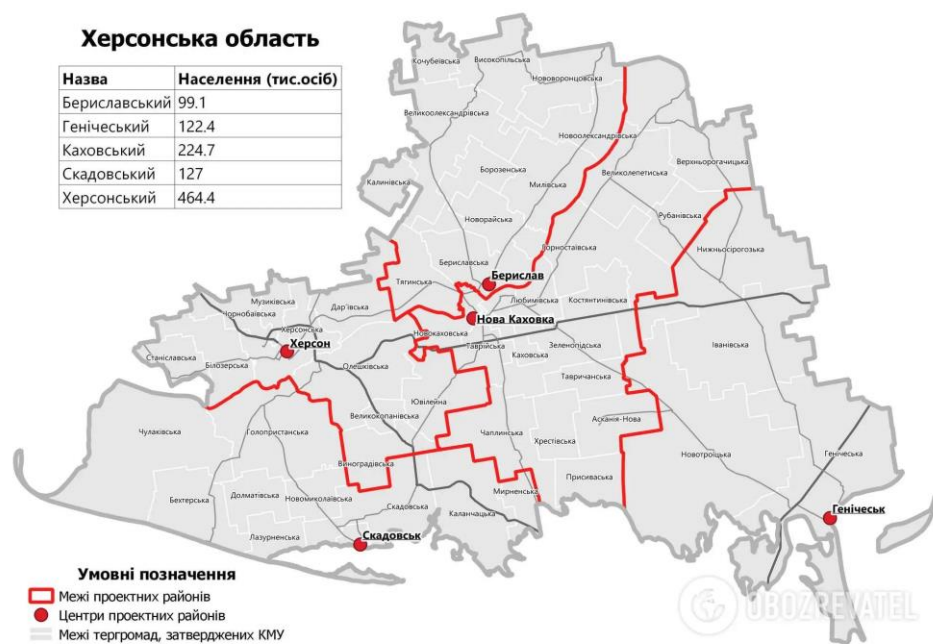 Херсонська область
Назва Населення (тис.осіб)
Бериславський 99.1
Генічеський 122.4
Каховський 224.7
Скадовський 127
Херсонський 464.4
Кочубеївська
Високопільська
Нововоронцовська
Великоолександрівська
Новоолександрівська
Верхньорогачицька
Борозенська
Великолепетиська
Калинівська
Милівська
Рубанівська
Новорайська
Горностаївська
Нижньосірогозька
Бериславська
Берислав
Тягинська
Музиківська
Чорнобаївська
Дар'ївська
Любимівська
Костянтинівська
Херсонська
Нова Каховка
Новокаховська
Херсон
Таврійська
Зеленопідська
Іванівська
Станіславська
Білозерська
Олешківська
Каховська
Тавричанська
Ювілейна
Великокопанівська
Асканія-Нова
Чулаківська
Голопристанська
Чаплинська
Хрестівська
Виноградівська
Новотроїцька
Генічеська
Присиваська
Бехтерська
Долматівська
Новомиколаївська
Мирненська
Скадовська
Каланчацька
Генічеськ
Лазурненська
Скадовськ
Умовні позначення
Межі проектних районів
Центри проектних районів
Межі тергромад, затверджених КМУ
OBOZREVATEL